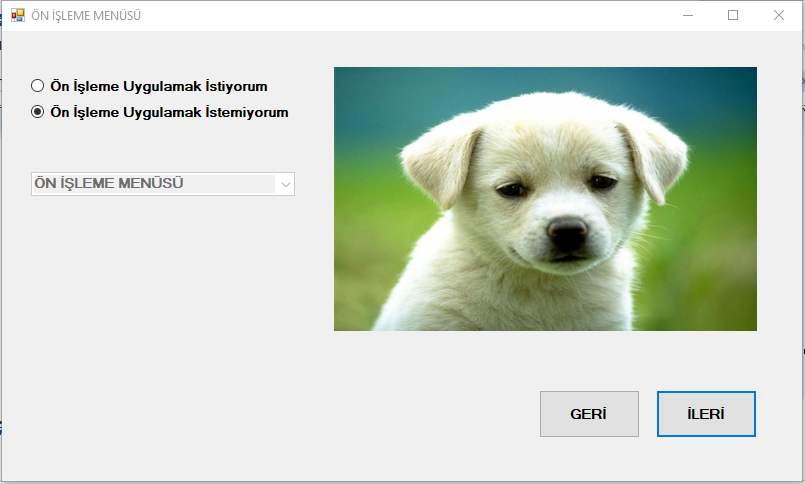 ÖN İŞLEME MENÜSÜ
Ön İşleme Uygulamak İstiyorum
Ön İşleme Uygulamak İstemiyorum
ÖN İŞLEME MENÜSÜ
GERİ
İLERİ